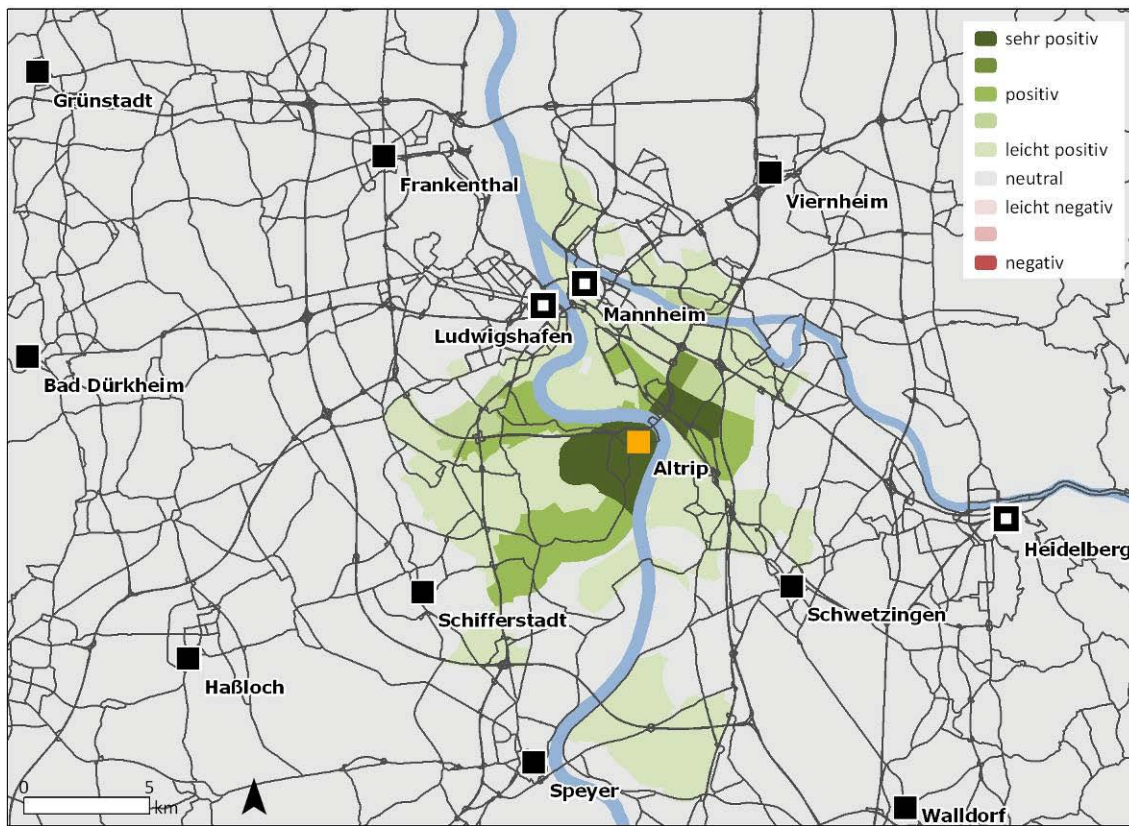 sehr positiv
positiv
leicht positiv
neutral
leicht negativ
negativ
Grünstadt
Frankenthal
Viernheim
Mannheim
Ludwigshafen
Bad Dürkheim
Altrip
Heidelberg
Schwetzingen
Schifferstadt
Haßloch
Speyer
Walldorf
0 5
km